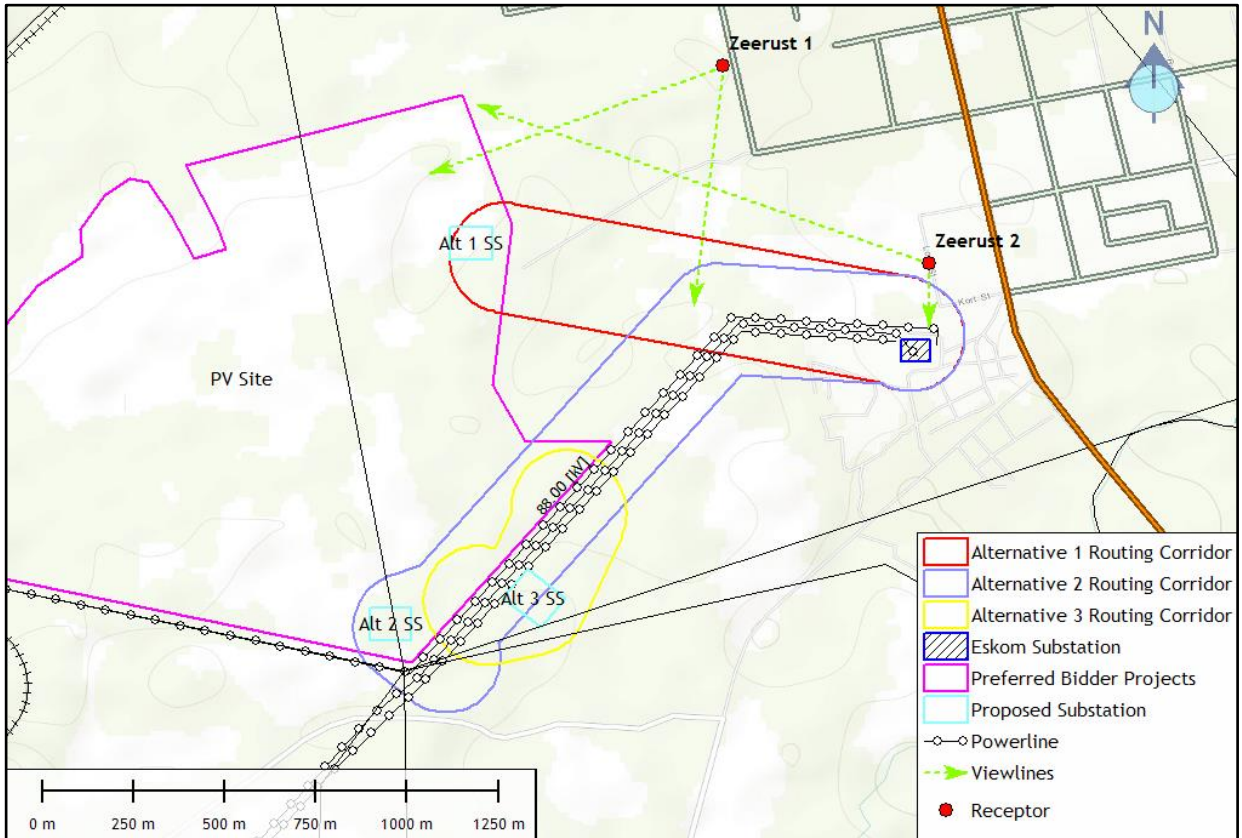 Zeerust 1
N
Zeerust 2
Alt 1 SS
Kort St
PV Site
88.00 [kV]
Alt 3 SS
Alt 2 SS
Alternative 1 Routing Corridor
Alternative 2 Routing Corridor
Alternative 3 Routing Corridor
Eskom Substation
Preferred Bidder Projects
Proposed Substation
Powerline
Viewlines
Receptor
0 m 250 m 500 m 750 m 1000 m 1250 m